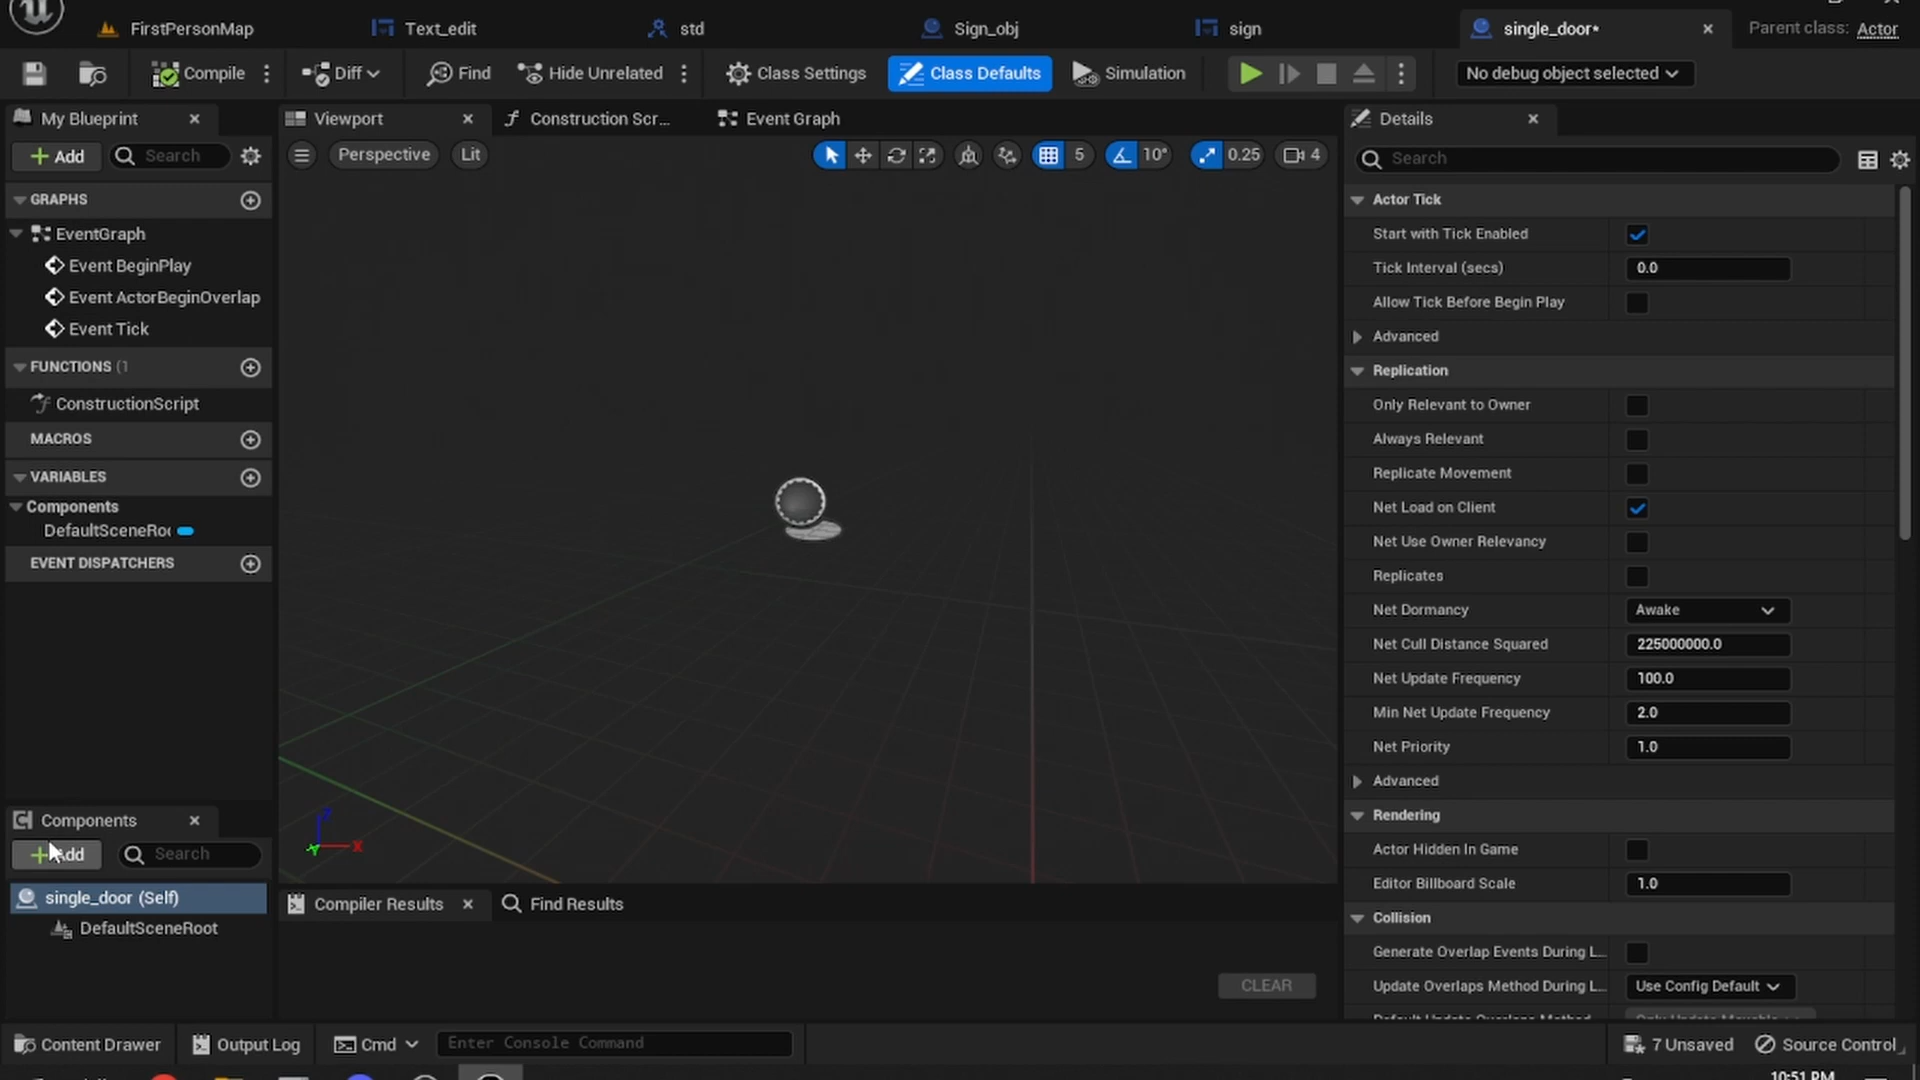 FirstPersonMap
Text_edit
std
Sign_obj
sign
single_door*
Parent class: Actor
Compile
Diff
Find
Hide Unrelated
Class Settings
Class Defaults
Simulation
No debug object selected
My Blueprint
Add
Search
GRAPHS
EventGraph
Event BeginPlay
Event ActorBeginOverlap
Event Tick
FUNCTIONS (1
ConstructionScript
MACROS
VARIABLES
Components
DefaultSceneRoo
EVENT DISPATCHERS
Components
Add
Search
single_door (Self)
DefaultSceneRoot
Viewport
Construction Scr...
Event Graph
Perspective
Lit
5
10°
0.25
4
Z
Y
X
Compiler Results
Find Results
CLEAR
Details
Search
Actor Tick
Start with Tick Enabled
Tick Interval (secs)
0.0
Allow Tick Before Begin Play
Advanced
Replication
Only Relevant to Owner
Always Relevant
Replicate Movement
Net Load on Client
Net Use Owner Relevancy
Replicates
Net Dormancy
Awake
Net Cull Distance Squared
225000000.0
Net Update Frequency
100.0
Min Net Update Frequency
2.0
Net Priority
1.0
Advanced
Rendering
Actor Hidden In Game
Editor Billboard Scale
1.0
Collision
Generate Overlap Events During L...
Update Overlaps Method During L...
Use Config Default
Default Update Overlaps Method
Content Drawer
Output Log
Cmd
Enter Console Command
7 Unsaved
Source Control
10:51 PM